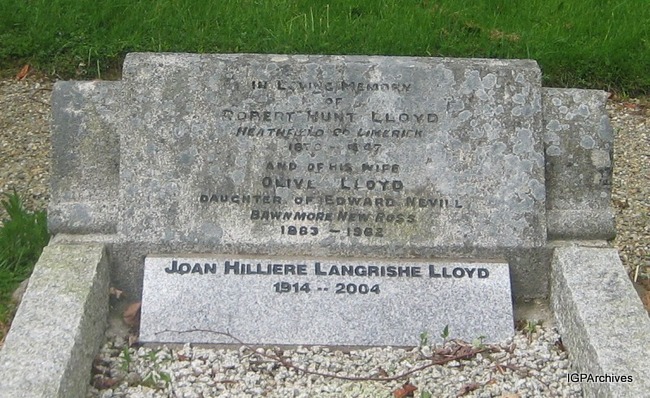 IN LOVING MEMORY
OF
ROBERT HUNT LLOYD
HEATHFIELD CO LIMERICK
AND OF HIS WIFE
OLIVE LLOYD
DAUGHTER OF EDWARD NEVILL
BAWNMORE NEW ROSS
1883 – 1962
JOAN HILLIERE LANGRISHE LLOYD
1914 -- 2004
IGPArchives